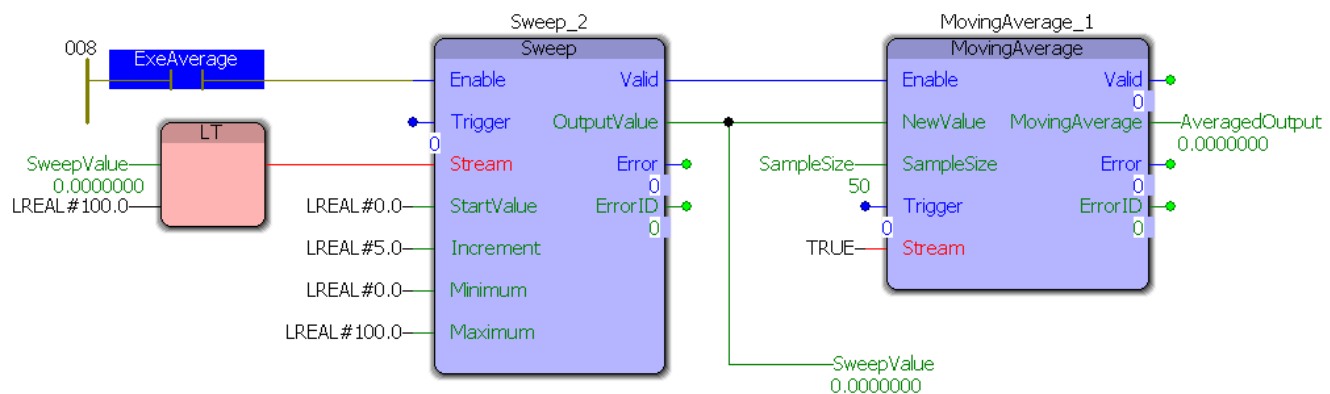 Sweep_2 MovingAverage_1
008 ExeAverage Sweep MovingAverage
Enable Valid Enable Valid
0
LT Trigger OutputValue NewValue MovingAverage AveragedOutput
0 0.0000000
SweepValue Stream Error SampleSize SampleSize Error
0.0000000 0 50 0
LREAL#100.0 LREAL#0.0 StartValue ErrorID Trigger ErrorID
0 0 0
LREAL#5.0 Increment TRUE Stream
LREAL#0.0 Minimum
LREAL#100.0 Maximum
SweepValue
0.0000000